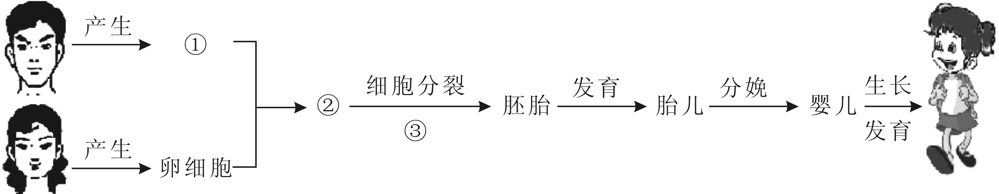 产生
①
产生
卵细胞
②
细胞分裂
③
胚胎
发育
胎儿
分娩
婴儿
生长
发育